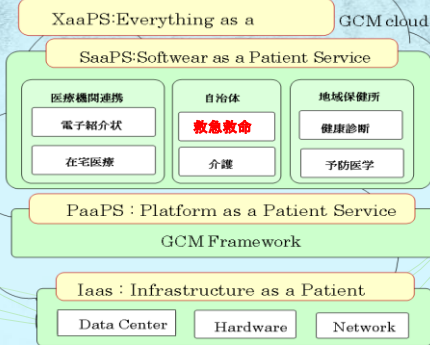 XaaPS:Everything as a
GCM cloud
SaaPS:Softwear as a Patient Service
医療機関連携
自治体
地域保健所
電子紹介状
救急救命
健康診断
在宅医療
介護
予防医学
PaaPS : Platform as a Patient Service
GCM Framework
Iaas : Infrastructure as a Patient
Data Center
Hardware
Network